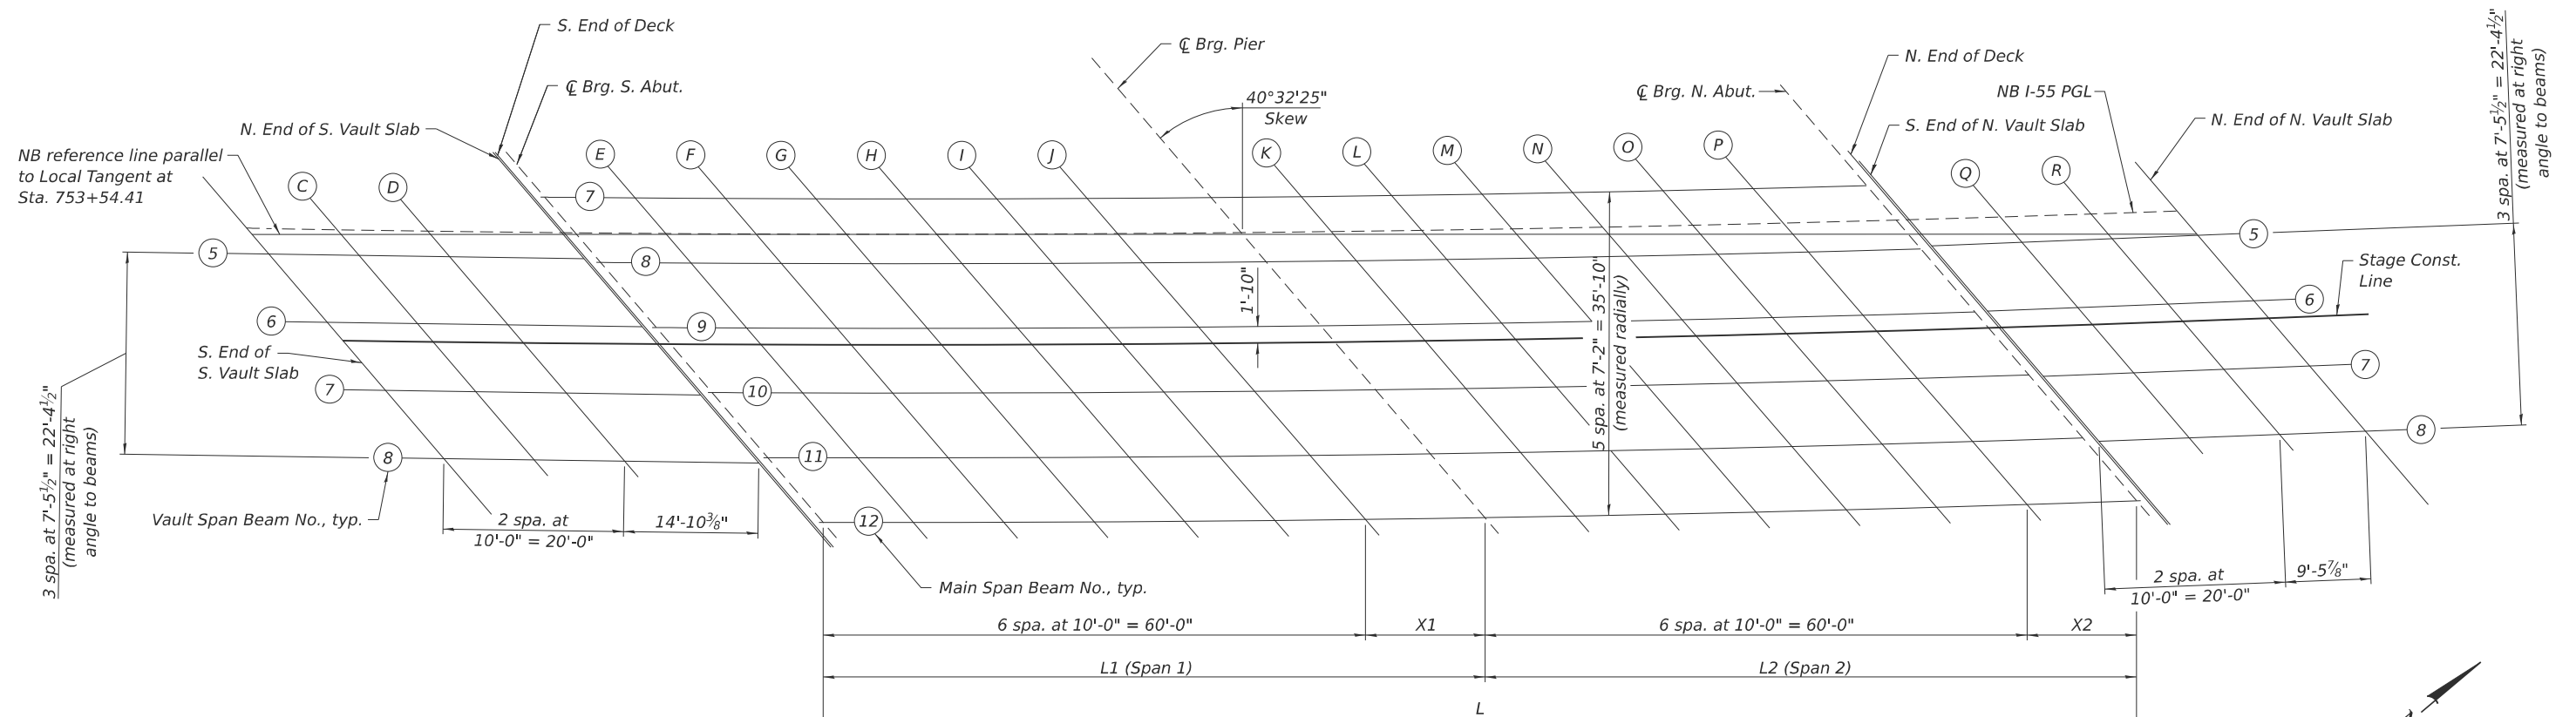 S. End of Deck
℄ Brg. S. Abut.
N. End of S. Vault Slab
NB reference line parallel
to Local Tangent at
Sta. 753+54.41
℄ Brg. Pier
40°32'25"
Skew
℄ Brg. N. Abut.
N. End of Deck
S. End of N. Vault Slab
NB I-55 PGL
N. End of N. Vault Slab
3 spa. at 7'-5½" = 22'-4½"
(measured at right
angle to beams)
C
D
E
F
G
H
I
J
K
L
M
N
O
P
Q
R
7
5
8
5
6
9
6
Stage Const.
Line
1'-10"
5 spa. at 7'-2" = 35'-10"
(measured radially)
S. End of
S. Vault Slab
7
10
7
8
11
8
12
3 spa. at 7'-5½" = 22'-4½"
(measured at right
angle to beams)
Vault Span Beam No., typ.
2 spa. at
10'-0" = 20'-0"
14'-10⅜"
Main Span Beam No., typ.
2 spa. at
10'-0" = 20'-0"
9'-5⅞"
6 spa. at 10'-0" = 60'-0"
X1
6 spa. at 10'-0" = 60'-0"
X2
L1 (Span 1)
L2 (Span 2)
L